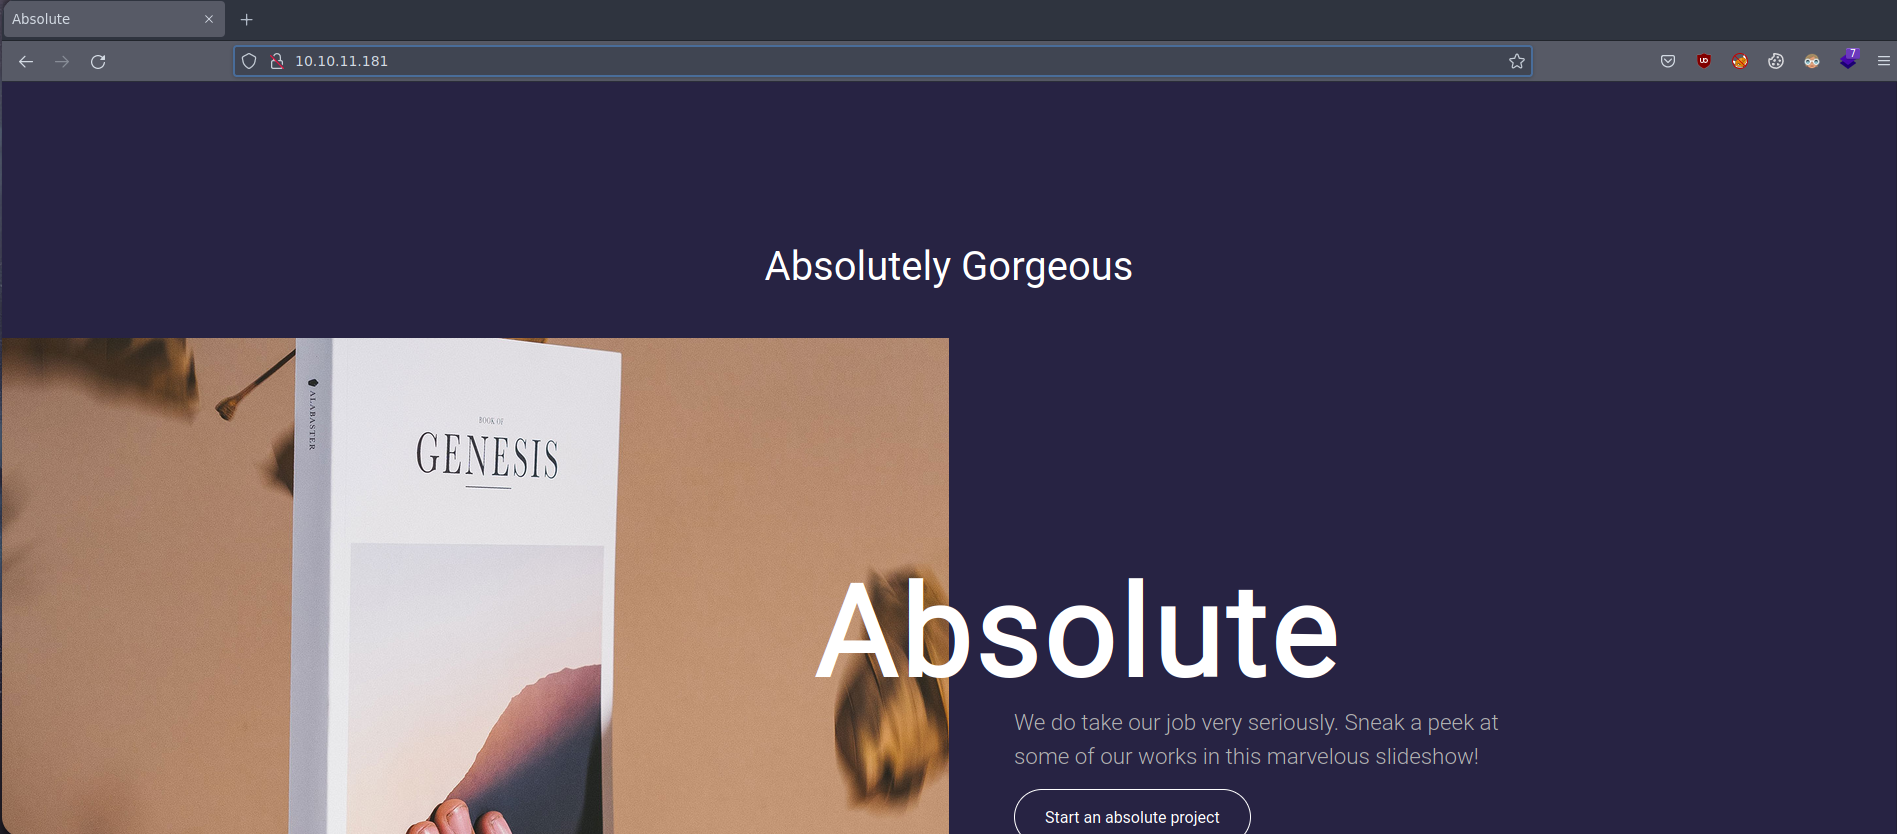 Absolute
10.10.11.181
7
Absolutely Gorgeous
ALABASTER
BOOK OF
GENESIS
Absolute
We do take our job very seriously. Sneak a peek at
some of our works in this marvelous slideshow!
Start an absolute project